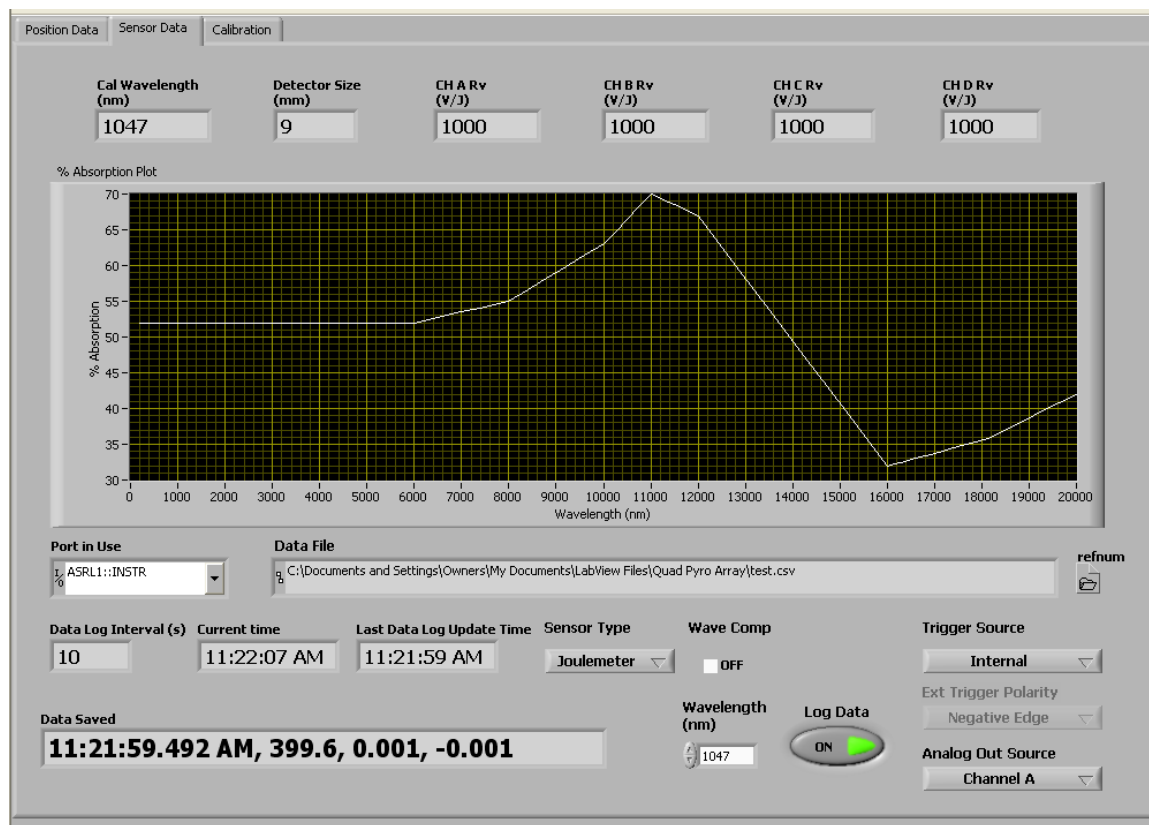 Position Data Sensor Data Calibration
Cal Wavelength (nm)
1047
Detector Size (mm)
9
CH A Rv (V/J)
1000
CH B Rv (V/J)
1000
CH C Rv (V/J)
1000
CH D Rv (V/J)
1000
% Absorption Plot
% Absorption
70
65
60
55
50
45
40
35
30
0 1000 2000 3000 4000 5000 6000 7000 8000 9000 10000 11000 12000 13000 14000 15000 16000 17000 18000 19000 20000
Wavelength (nm)
Port in Use
I/O ASRL1::INSTR
Data File
C:\Documents and Settings\Owners\My Documents\LabView Files\Quad Pyro Array\test.csv
refnum
Data Log Interval (s)
10
Current time
11:22:07 AM
Last Data Log Update Time
11:21:59 AM
Sensor Type
Joulemeter
Wave Comp
OFF
Trigger Source
Internal
Ext Trigger Polarity
Negative Edge
Data Saved
11:21:59.492 AM, 399.6, 0.001, -0.001
Wavelength (nm)
1047
Log Data
ON
Analog Out Source
Channel A